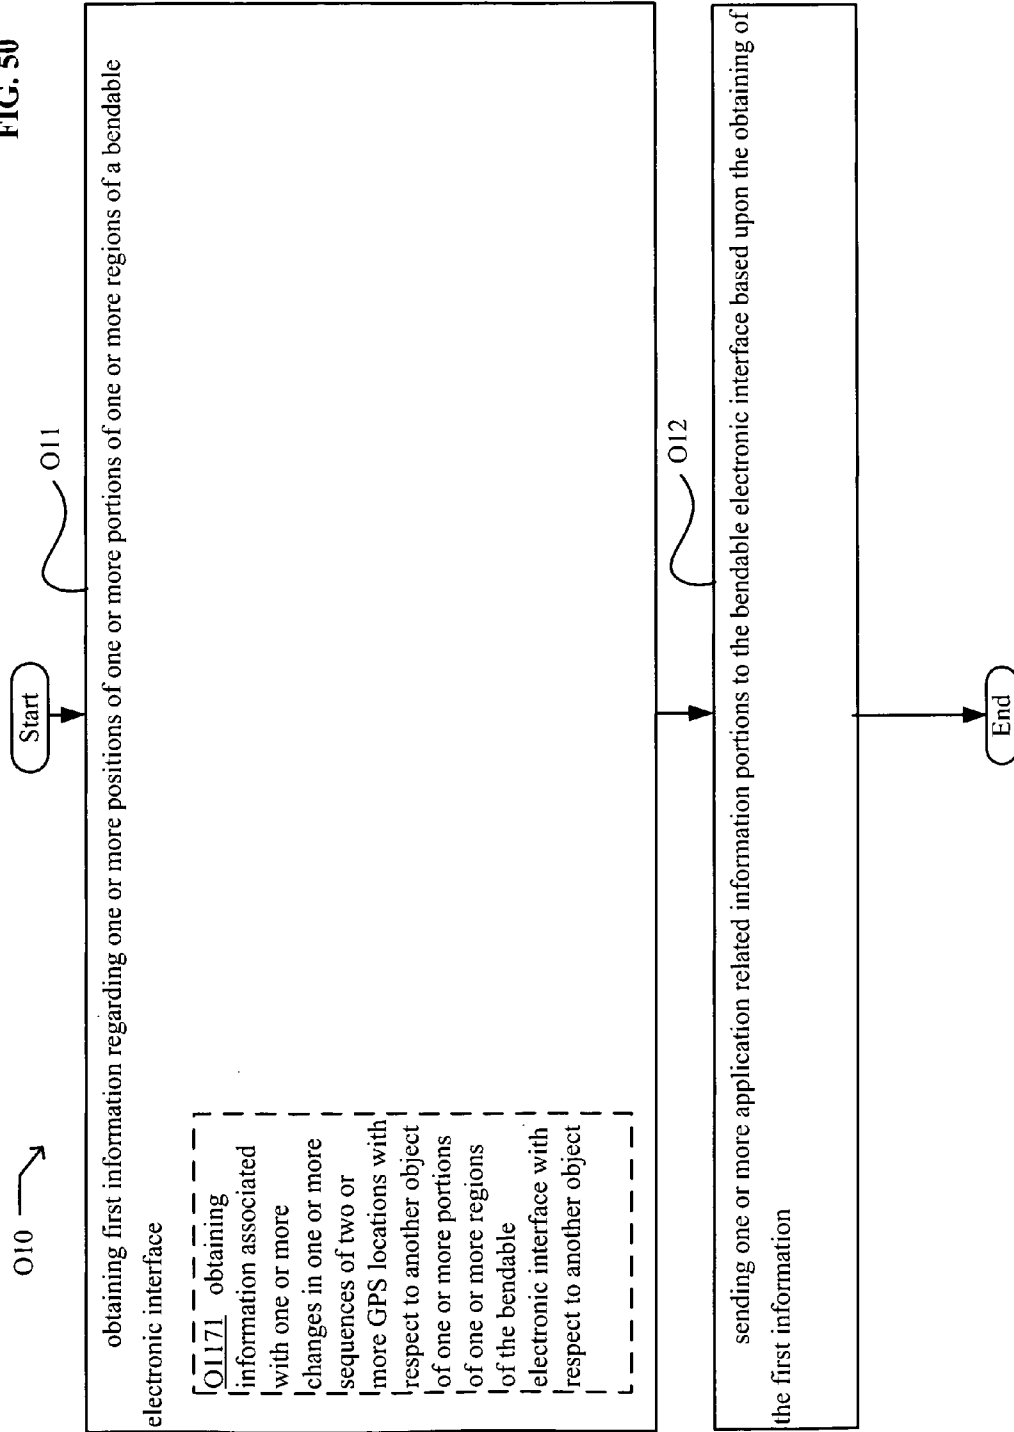 FIG. 50
O10
Start
O11
obtaining first information regarding one or more positions of one or more portions of one or more regions of a bendable
electronic interface
O1171 obtaining
information associated
with one or more
changes in one or more
sequences of two or
more GPS locations with
respect to another object
of one or more portions
of one or more regions
of the bendable
electronic interface with
respect to another object
O12
sending one or more application related information portions to the bendable electronic interface based upon the obtaining of
the first information
End